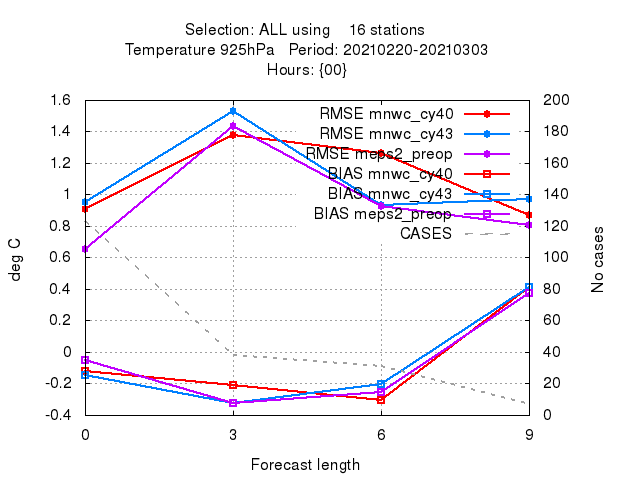 Selection: ALL using 16 stations
Temperature 925hPa Period: 20210220-20210303
Hours: {00}
1.6 200
RMSE mnwc_cy40
1.4 RMSE mnwc_cy43 180
1.2 RMSE meps2_preop 160
BIAS mnwc_cy40
1 BIAS mnwc_cy43 140
0.8 BIAS meps2_preop 120
CASES
0.6 100
0.4 80
0.2 60
0 40
-0.2 20
-0.4 0
0 3 6 9
deg C
No cases
Forecast length